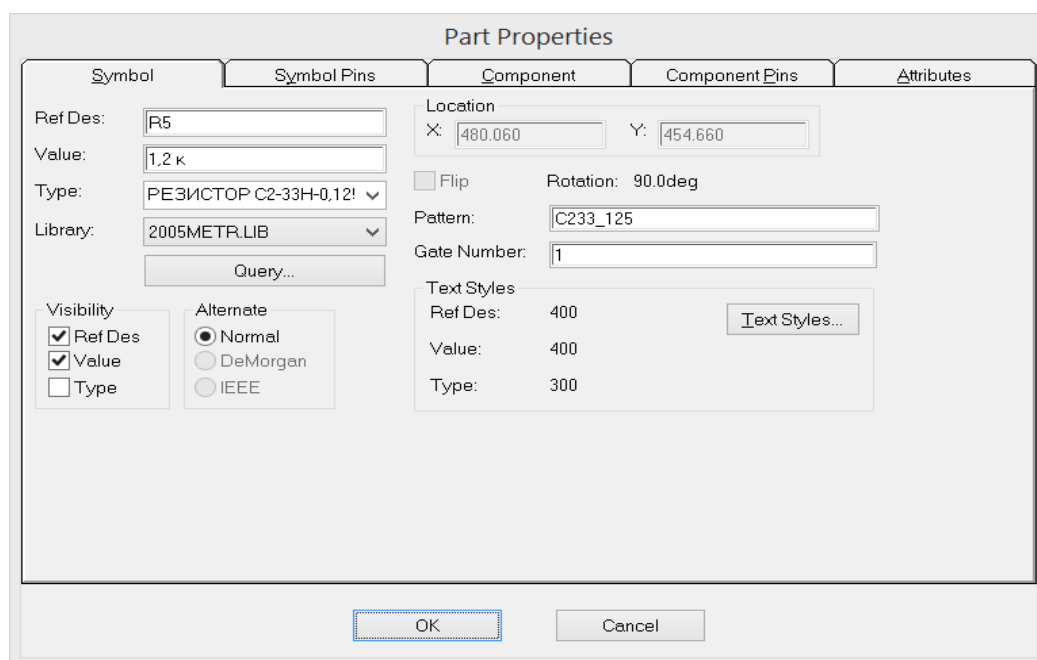 Part Properties
Symbol
Symbol Pins
Component
Component Pins
Attributes
Ref Des:
R5
Value:
1,2 к
Type:
РЕЗИСТОР С2-33Н-0,12!
Library:
2005METR.LIB
Query...
Visibility
Ref Des
Value
Type
Alternate
Normal
DeMorgan
IEEE
Location
X:
480.060
Y:
454.660
Flip
Rotation: 90.0deg
Pattern:
C233_125
Gate Number:
1
Text Styles
Ref Des: 400
Value: 400
Type: 300
Text Styles...
OK
Cancel